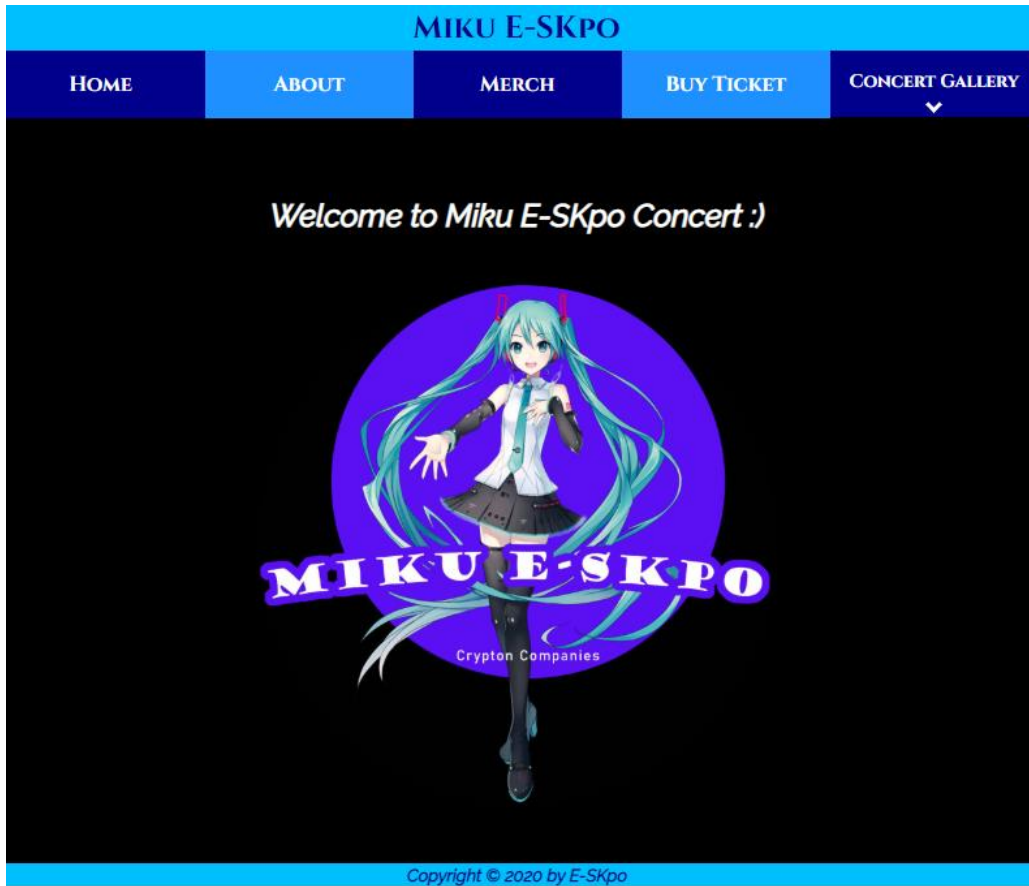 Miku E-SKpo
Home About Merch Buy Ticket Concert Gallery
Welcome to Miku E-SKpo Concert :)
MIKU E-SKPO
Crypton Companies
Copyright © 2020 by E-SKpo